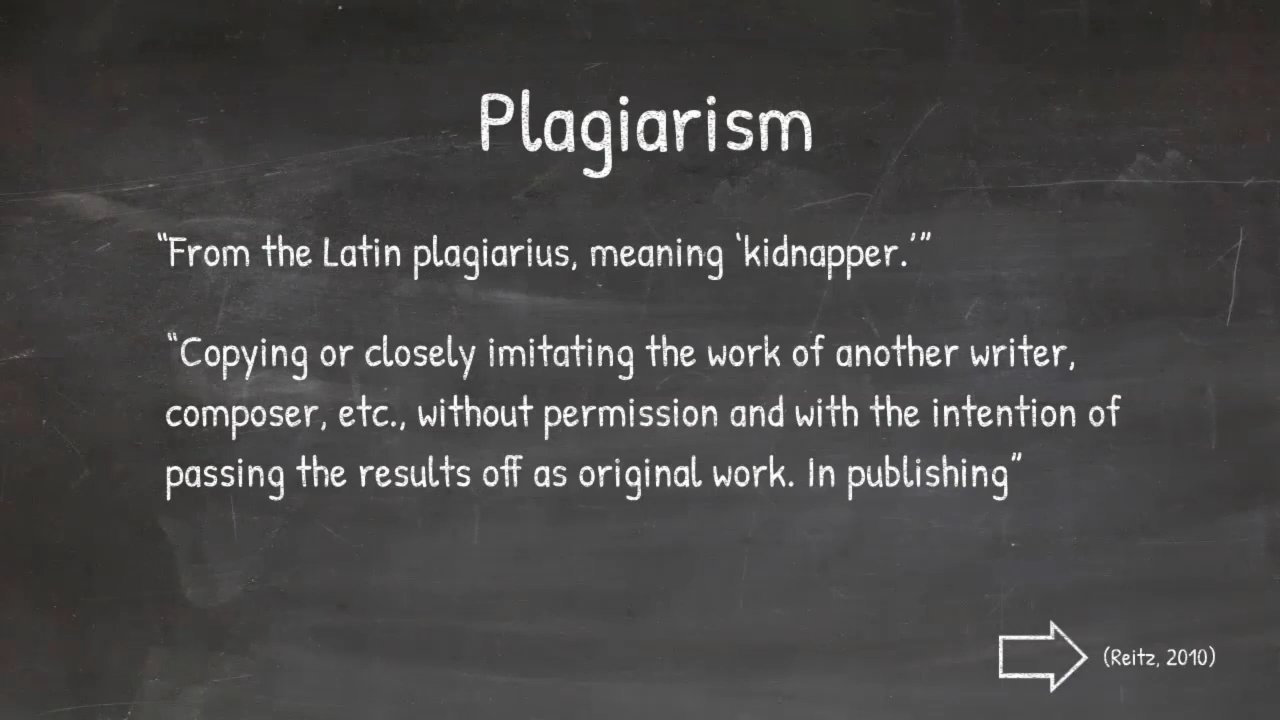 Plagiarism
“From the Latin plagiarius, meaning ‘kidnapper.’”
“Copying or closely imitating the work of another writer,
composer, etc., without permission and with the intention of
passing the results off as original work. In publishing”
(Reitz, 2010)